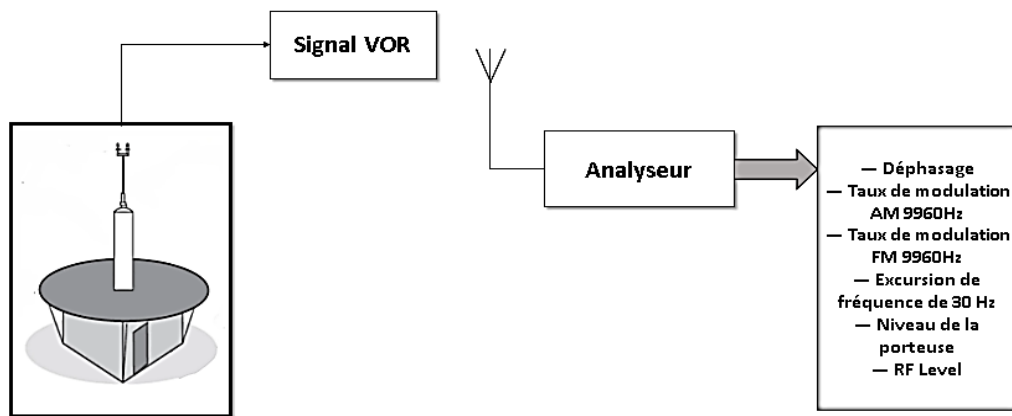 Signal VOR
Analyseur
— Déphasage
— Taux de modulation
AM 9960Hz
— Taux de modulation
FM 9960Hz
— Excursion de
fréquence de 30 Hz
— Niveau de la
porteuse
— RF Level